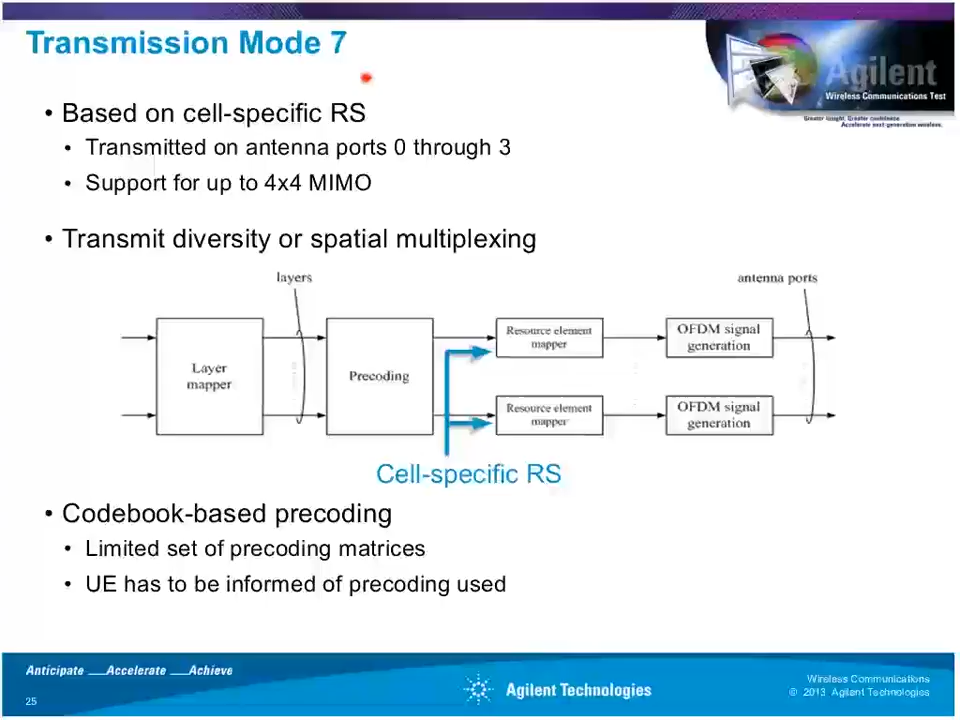 Transmission Mode 7
Agilent
Wireless Communications Test
Greater insight. Greater confidence.
Accelerate next-generation wireless.
• Based on cell-specific RS
• Transmitted on antenna ports 0 through 3
• Support for up to 4x4 MIMO
• Transmit diversity or spatial multiplexing
layers
antenna ports
Layer
mapper
Precoding
Resource element
mapper
OFDM signal
generation
Resource element
mapper
OFDM signal
generation
Cell-specific RS
• Codebook-based precoding
• Limited set of precoding matrices
• UE has to be informed of precoding used
Anticipate ___Accelerate ___Achieve
25
Agilent Technologies
Wireless Communications
© 2013 Agilent Technologies